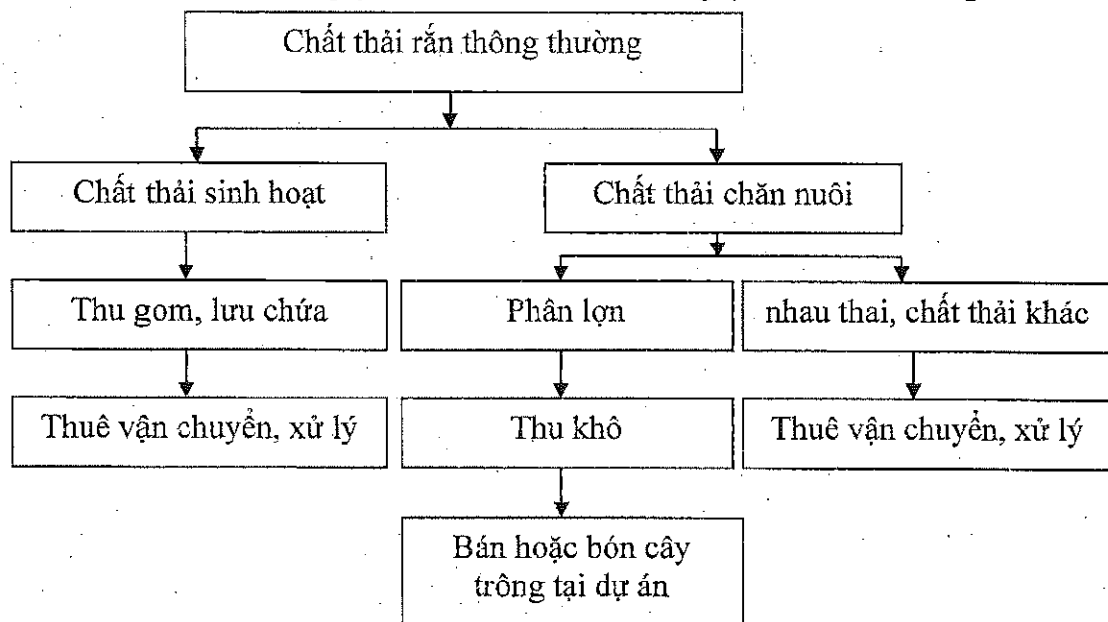 Chất thải rắn thông thường
Chất thải sinh hoạt
Chất thải chăn nuôi
Thu gom, lưu chứa
Phân lợn
nhau thai, chất thải khác
Thuê vận chuyển, xử lý
Thu khô
Thuê vận chuyển, xử lý
Bán hoặc bón cây
trông tại dự án